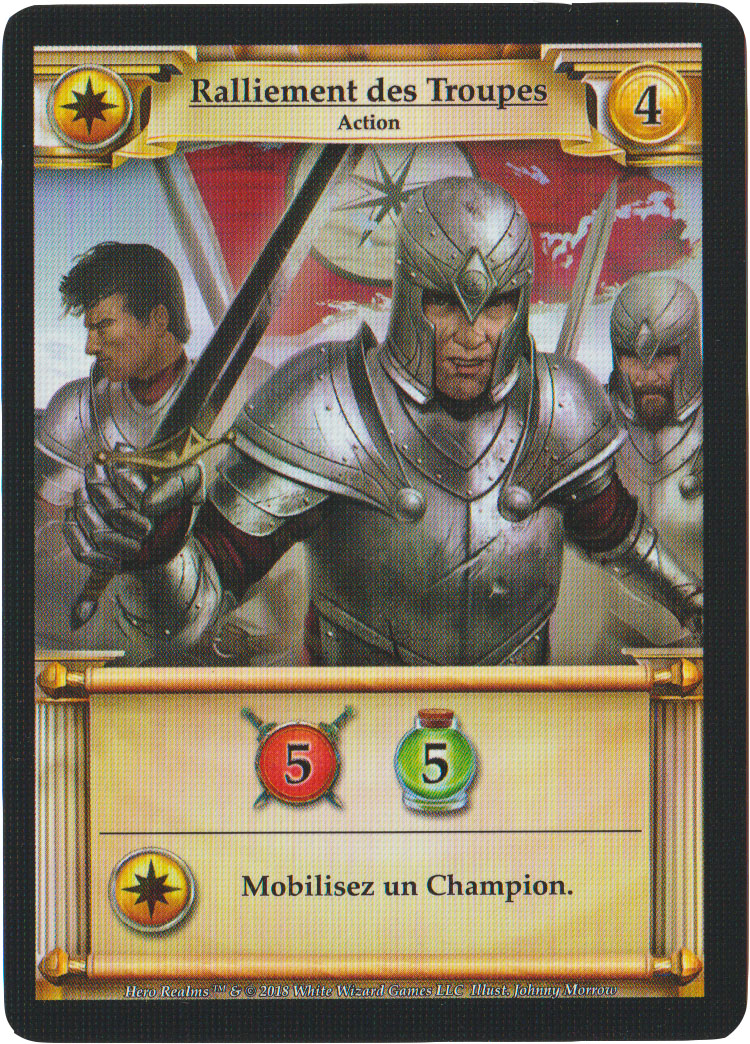 Ralliement des Troupes
4
Action
5 5
Mobilisez un Champion.
Hero Realms™ & © 2018 White Wizard Games LLC Illust. Johnny Morrow